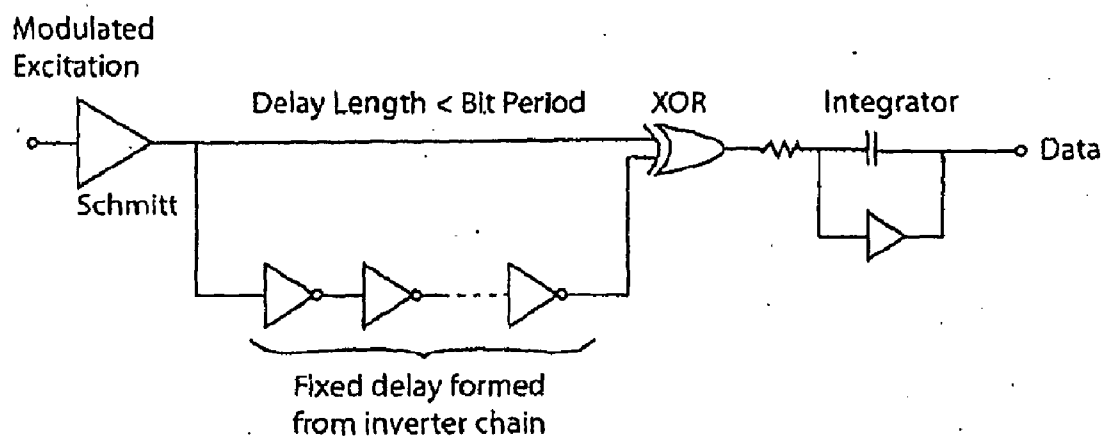 Modulated
Excitation
Delay Length < Bit Period
XOR
Integrator
Data
Schmitt
Fixed delay formed
from inverter chain